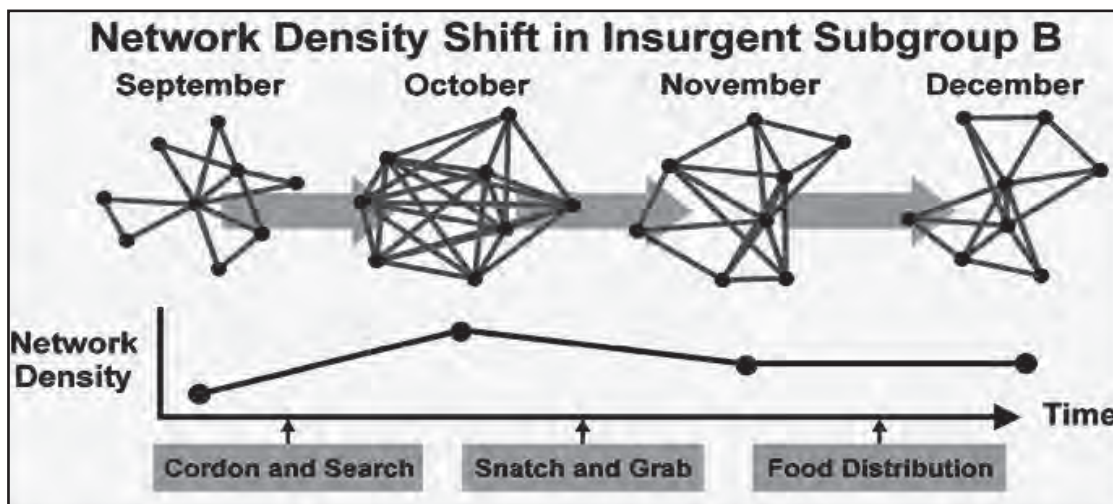 Network Density Shift in Insurgent Subgroup B
September October November December
Network
Density
Time
Cordon and Search Snatch and Grab Food Distribution